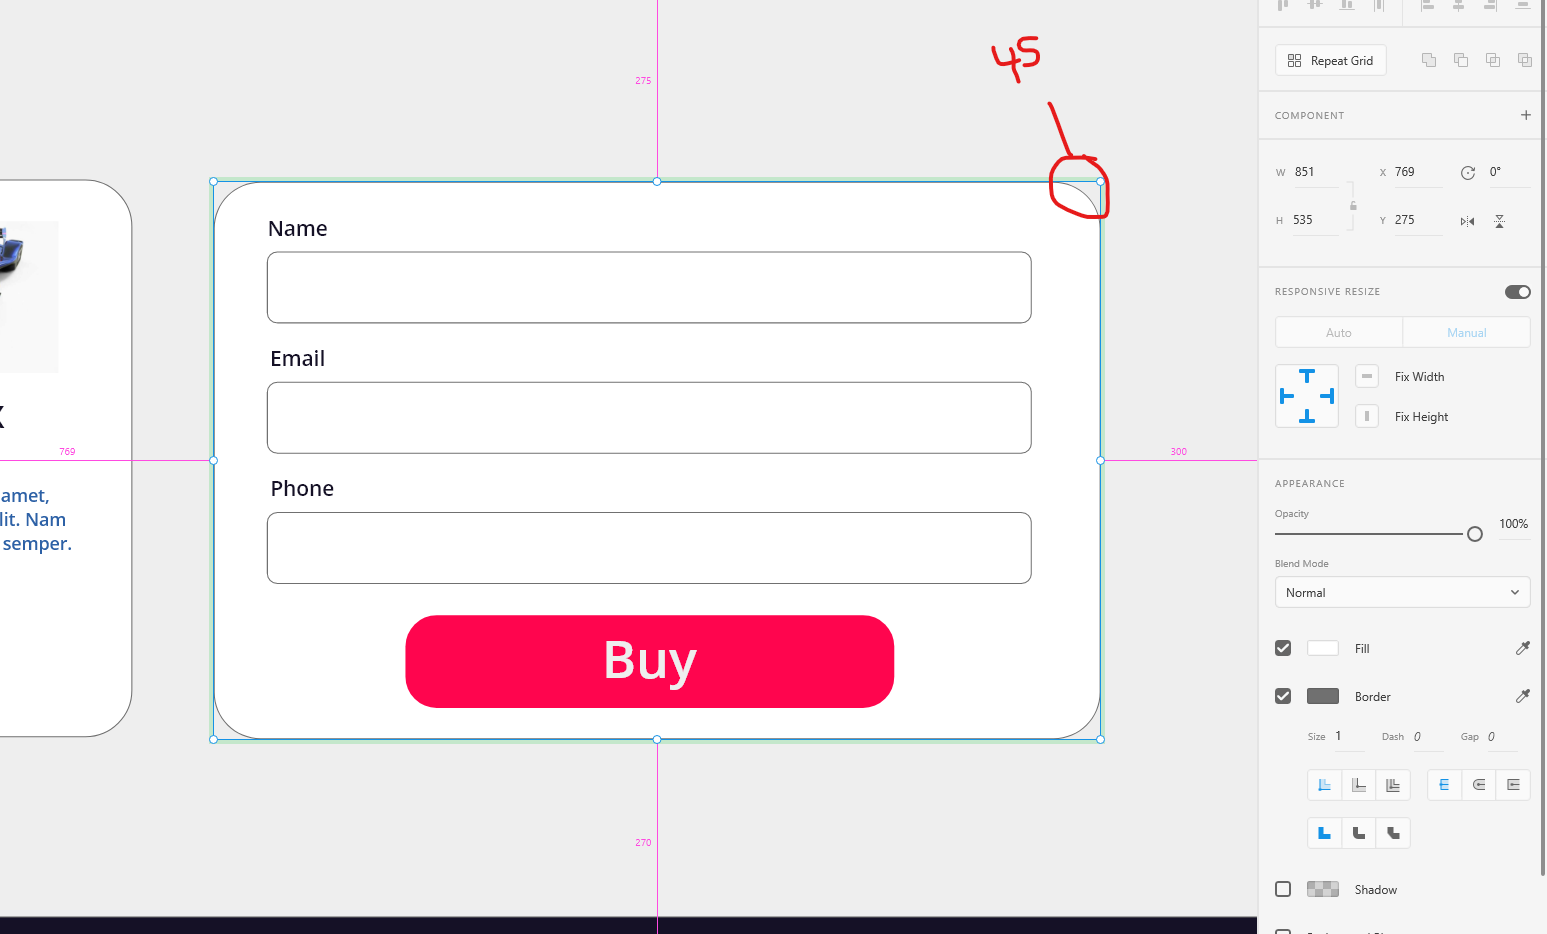 45
275
Repeat Grid
COMPONENT
W 851 X 769 0°
H 535 Y 275
RESPONSIVE RESIZE
Auto Manual
Fix Width
Fix Height
Name
Email
Phone
Buy
769
300
270
amet,
lit. Nam
semper.
APPEARANCE
Opacity
100%
Blend Mode
Normal
Fill
Border
Size 1 Dash 0 Gap 0
Shadow